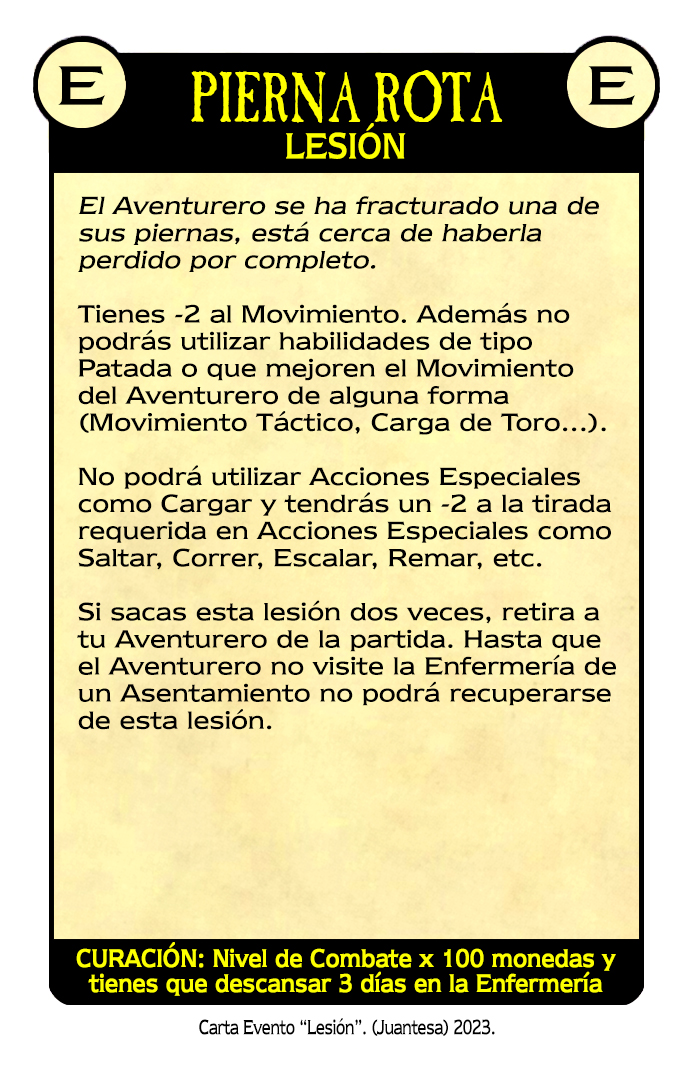 E
E
PIERNA ROTA
LESIÓN
El Aventurero se ha fracturado una de
sus piernas, está cerca de haberla
perdido por completo.
Tienes -2 al Movimiento. Además no
podrás utilizar habilidades de tipo
Patada o que mejoren el Movimiento
del Aventurero de alguna forma
(Movimiento Táctico, Carga de Toro...).
No podrá utilizar Acciones Especiales
como Cargar y tendrás un -2 a la tirada
requerida en Acciones Especiales como
Saltar, Correr, Escalar, Remar, etc.
Si sacas esta lesión dos veces, retira a
tu Aventurero de la partida. Hasta que
el Aventurero no visite la Enfermería de
un Asentamiento no podrá recuperarse
de esta lesión.
CURACIÓN: Nivel de Combate x 100 monedas y
tienes que descansar 3 días en la Enfermería
Carta Evento “Lesión”. (Juantesa) 2023.